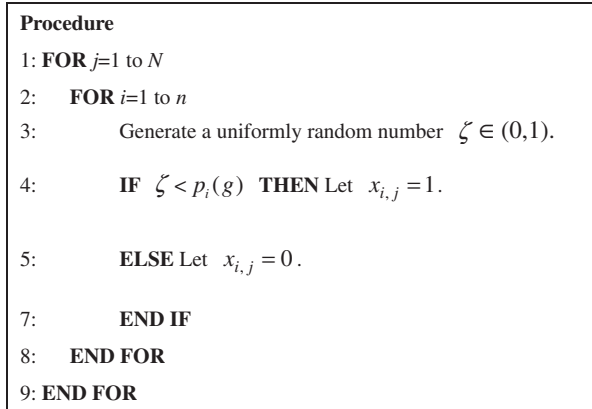 Procedure
1: FOR j=1 to N
2: FOR i=1 to n
3: Generate a uniformly random number ζ ∈ (0,1).
4: IF ζ < p_i(g) THEN Let x_{i,j} = 1.
5: ELSE Let x_{i,j} = 0.
7: END IF
8: END FOR
9: END FOR